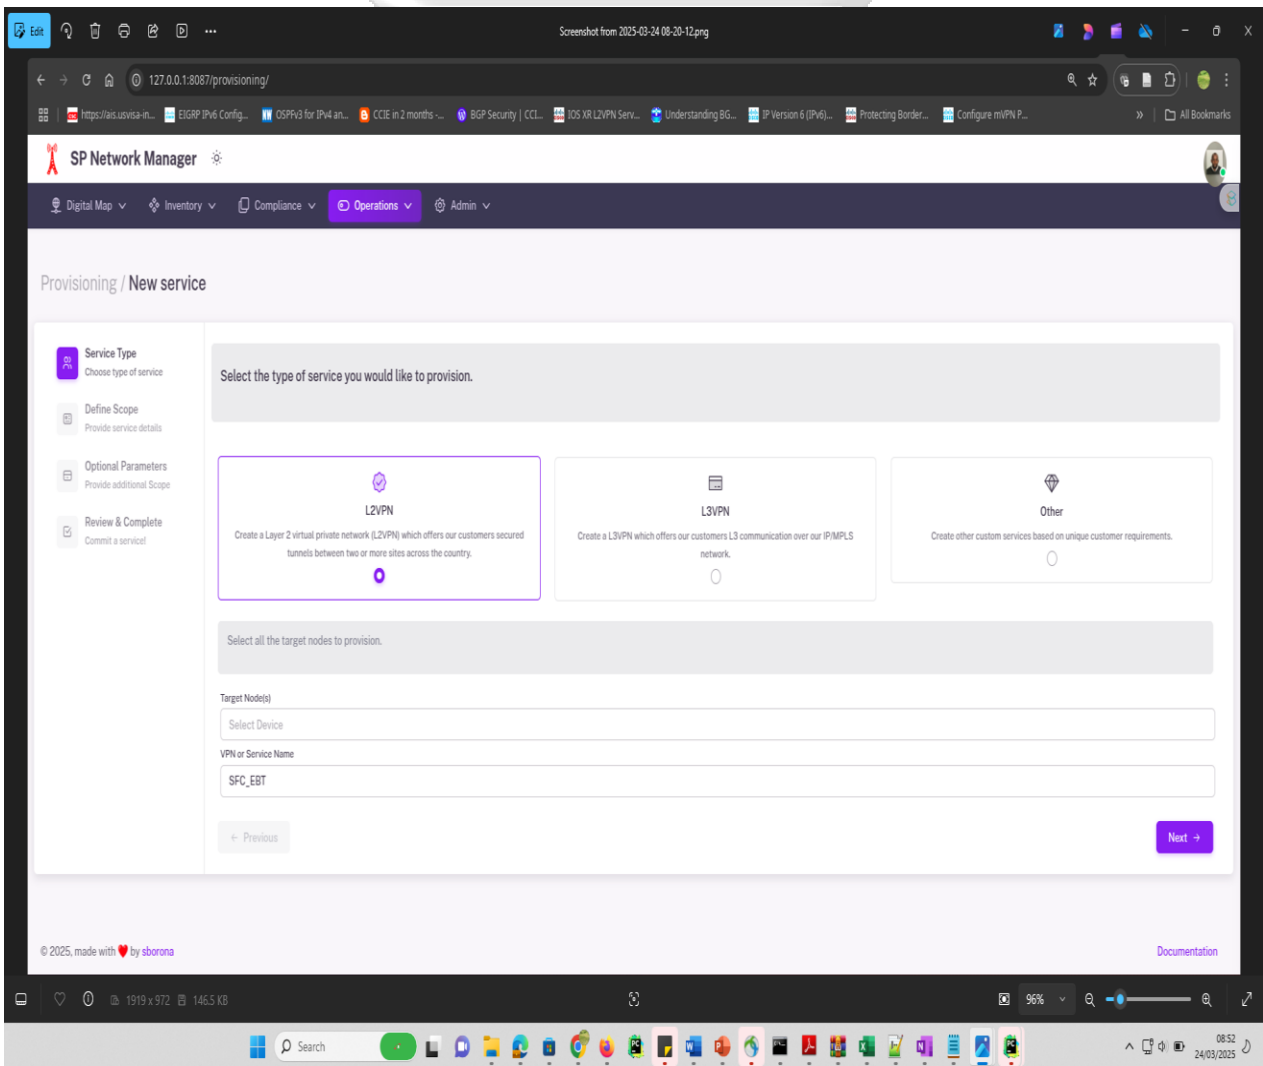 Edit
Screenshot from 2025-03-24 08-20-12.png
127.0.0.1:8087/provisioning/
https://ais.usvisa-in...
EIGRP IPv6 Config...
OSPFv3 for IPv4 an...
CCIE in 2 months -...
BGP Security | CCI...
IOS XR L2VPN Serv...
Understanding BG...
IP Version 6 (IPv6)...
Protecting Border...
Configure mVPN P...
» All Bookmarks
SP Network Manager
Digital Map
Inventory
Compliance
Operations
Admin
Provisioning / New service
Service Type
Choose type of service
Define Scope
Provide service details
Optional Parameters
Provide additional Scope
Review & Complete
Commit a service!
Select the type of service you would like to provision.
L2VPN
Create a Layer 2 virtual private network (L2VPN) which offers our customers secured
tunnels between two or more sites across the country.
L3VPN
Create a L3VPN which offers our customers L3 communication over our IP/MPLS
network.
Other
Create other custom services based on unique customer requirements.
Select all the target nodes to provision.
Target Node(s)
Select Device
VPN or Service Name
SFC_EBT
← Previous
Next →
© 2025, made with ❤ by sborona
Documentation
1919 x 972
146.5 KB
96%
Search
08:52
24/03/2025